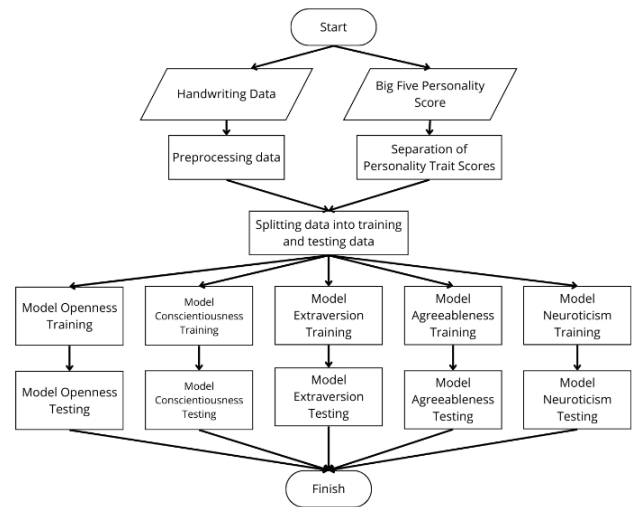 Start
Handwriting Data
Big Five Personality
Score
Preprocessing data
Separation of
Personality Trait Scores
Splitting data into training
and testing data
Model Openness
Training
Model
Conscientiousness
Training
Model
Extraversion
Training
Model
Agreeableness
Training
Model
Neuroticism
Training
Model Openness
Testing
Model
Conscientiousness
Testing
Model
Extraversion
Testing
Model
Agreeableness
Testing
Model
Neuroticism
Testing
Finish